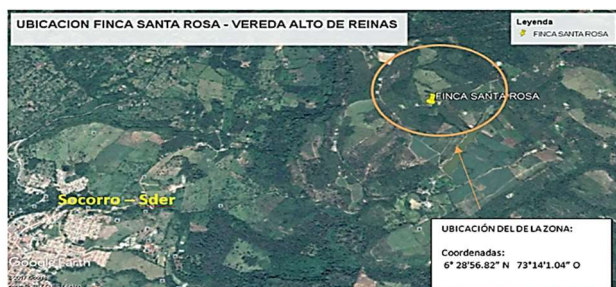 UBICACION FINCA SANTA ROSA - VEREDA ALTO DE REINAS
Leyenda
FINCA SANTA ROSA
FINCA SANTA ROSA
Socorro – Sder
UBICACIÓN DEL DE LA ZONA:
Coordenadas:
6° 28'56.82" N 73°14'1.04" O
Google Earth